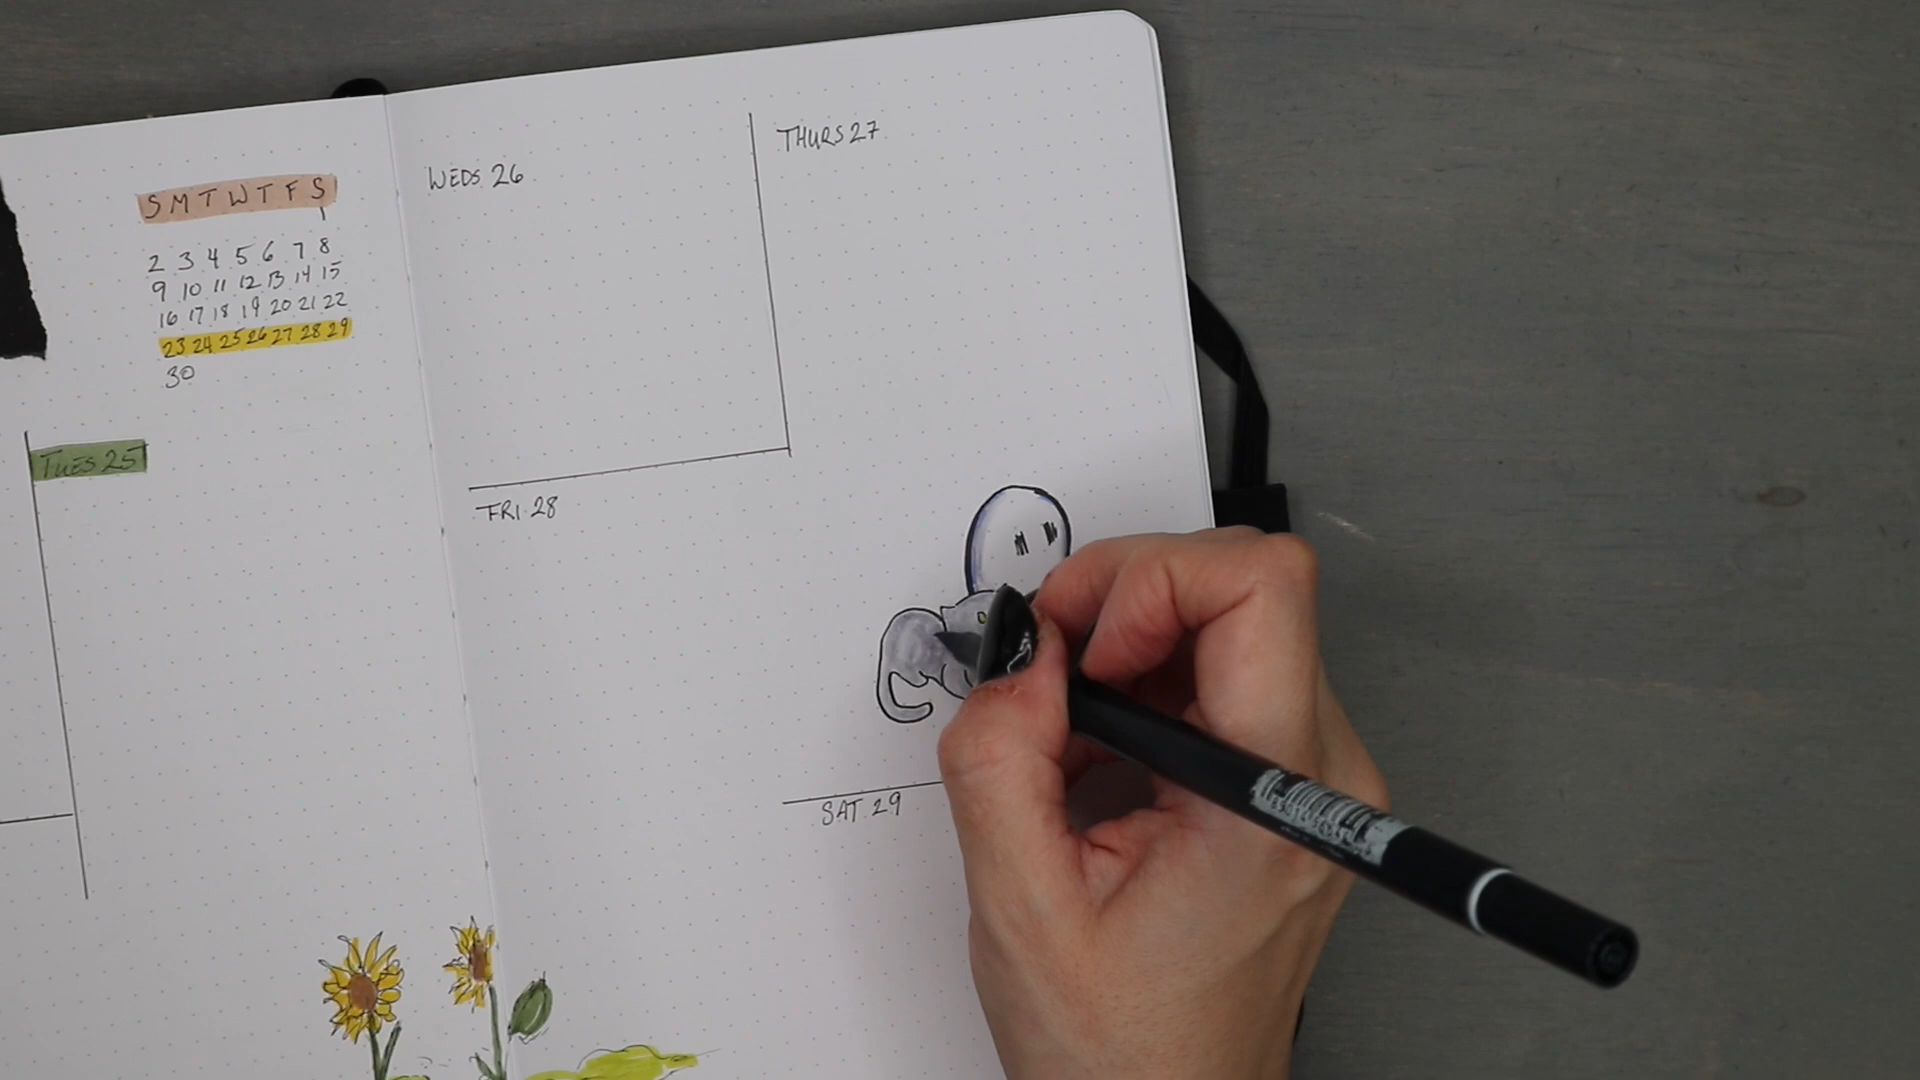 S M T W T F S
1
2 3 4 5 6 7 8
9 10 11 12 13 14 15
16 17 18 19 20 21 22
23 24 25 26 27 28 29
30
TUES 25
WEDS. 26
THURS 27
FRI. 28
SAT. 29